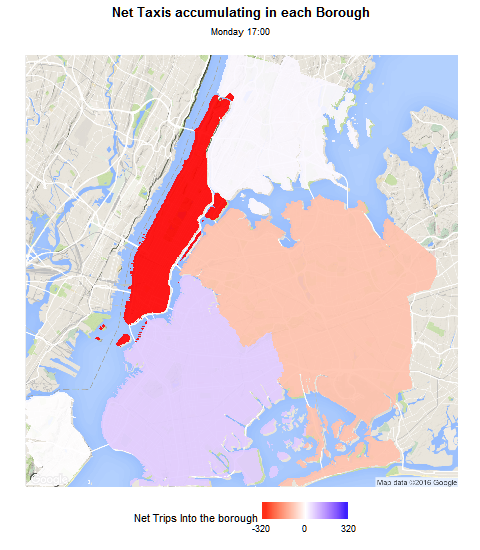 Net Taxis accumulating in each Borough
Monday 17:00
Map data ©2016 Google
Net Trips Into the borough
-320 0 320